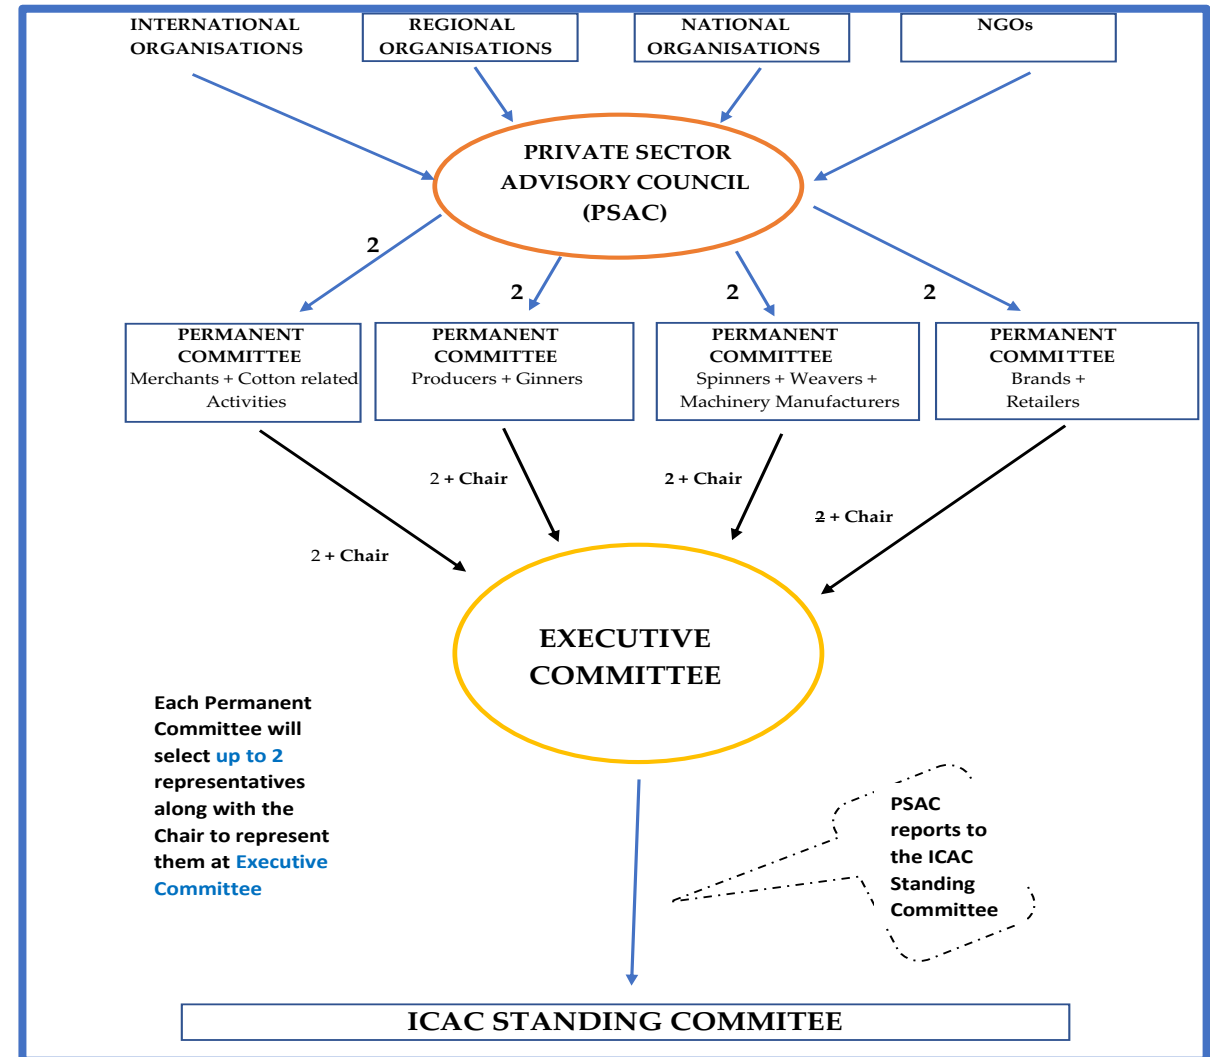 INTERNATIONAL
ORGANISATIONS
REGIONAL
ORGANISATIONS
NATIONAL
ORGANISATIONS
NGOs
PRIVATE SECTOR
ADVISORY COUNCIL
(PSAC)
2
2
2
2
PERMANENT
COMMITTEE
Merchants + Cotton related
Activities
PERMANENT
COMMITTEE
Producers + Ginners
PERMANENT
COMMITTEE
Spinners + Weavers +
Machinery Manufacturers
PERMANENT
COMMITTEE
Brands +
Retailers
2 + Chair
2 + Chair
2 + Chair
2 + Chair
EXECUTIVE
COMMITTEE
Each Permanent
Committee will
select up to 2
representatives
along with the
Chair to represent
them at Executive
Committee
PSAC
reports to
the ICAC
Standing
Committee
ICAC STANDING COMMITEE